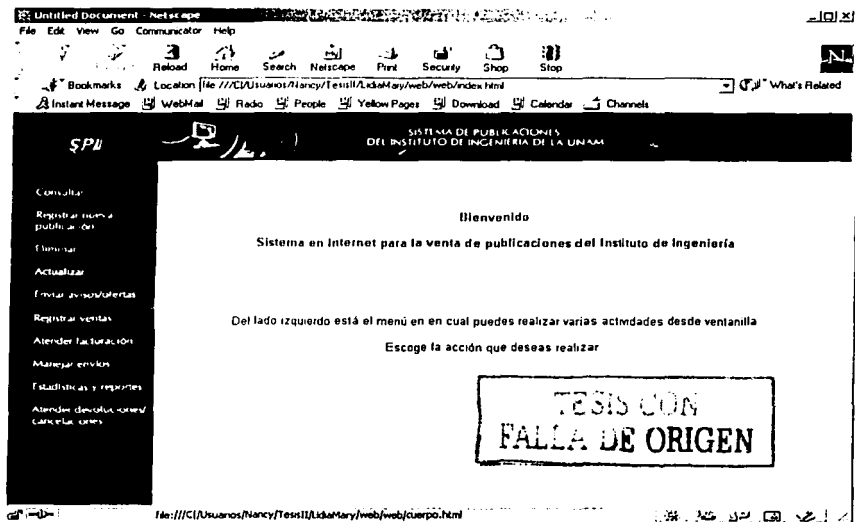 Untitled Document - Netscape
File Edit View Go Communicator Help
Reload Home Search Netscape Print Security Shop Stop
Bookmarks Location file:///C|/Usuarios/Nancy/TesisII/LidiaMary/web/web/index.html What's Related
Instant Message WebMail Radio People Yellow Pages Download Calendar Channels
SPII
SISTEMA DE PUBLICACIONES
DEL INSTITUTO DE INGENIERIA DE LA UNAM
Consultar
Registrar nueva
publicación
Eliminar
Actualizar
Enviar avisos/ofertas
Registrar ventas
Atender facturación
Manejar envíos
Estadísticas y reportes
Atender devoluciones/
cancelaciones
Bienvenido
Sistema en Internet para la venta de publicaciones del Instituto de Ingeniería
Del lado izquierdo está el menú en en cual puedes realizar varias actividades desde ventanilla
Escoge la acción que deseas realizar
TESIS CON
FALLA DE ORIGEN
file:///C|/Usuarios/Nancy/TesisII/LidiaMary/web/web/cuerpo.html